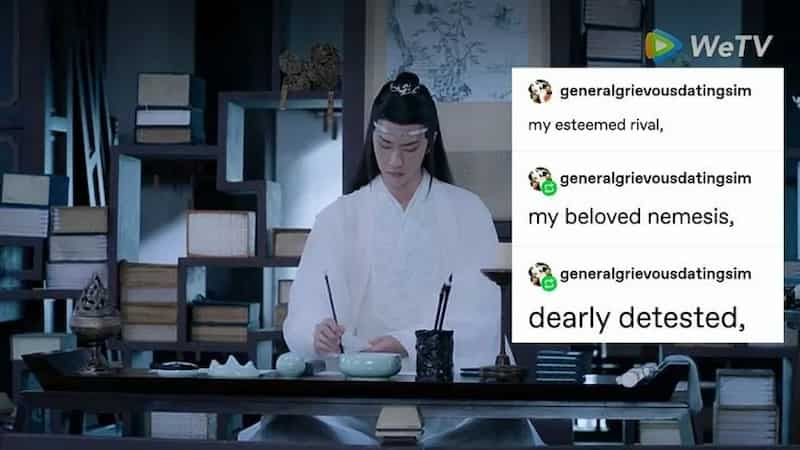 WeTV
generalgrievousdatingsim
my esteemed rival,
generalgrievousdatingsim
my beloved nemesis,
generalgrievousdatingsim
dearly detested,